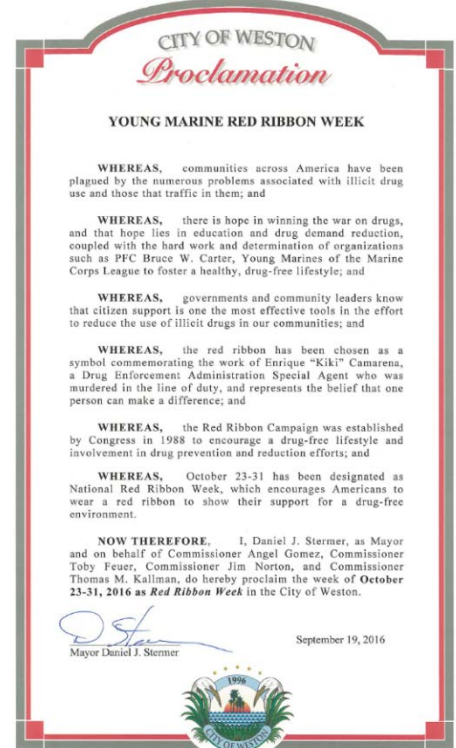 CITY OF WESTON
Proclamation
YOUNG MARINE RED RIBBON WEEK
WHEREAS, communities across America have been
plagued by the numerous problems associated with illicit drug
use and those that traffic in them; and
WHEREAS, there is hope in winning the war on drugs,
and that hope lies in education and drug demand reduction,
coupled with the hard work and determination of organizations
such as PFC Bruce W. Carter, Young Marines of the Marine
Corps League to foster a healthy, drug-free lifestyle; and
WHEREAS, governments and community leaders know
that citizen support is one the most effective tools in the effort
to reduce the use of illicit drugs in our communities; and
WHEREAS, the red ribbon has been chosen as a
symbol commemorating the work of Enrique “Kiki” Camarena,
a Drug Enforcement Administration Special Agent who was
murdered in the line of duty, and represents the belief that one
person can make a difference; and
WHEREAS, the Red Ribbon Campaign was established
by Congress in 1988 to encourage a drug-free lifestyle and
involvement in drug prevention and reduction efforts; and
WHEREAS, October 23-31 has been designated as
National Red Ribbon Week, which encourages Americans to
wear a red ribbon to show their support for a drug-free
environment.
NOW THEREFORE, I, Daniel J. Stermer, as Mayor
and on behalf of Commissioner Angel Gomez, Commissioner
Toby Feuer, Commissioner Jim Norton, and Commissioner
Thomas M. Kallman, do hereby proclaim the week of October
23-31, 2016 as Red Ribbon Week in the City of Weston.
September 19, 2016
Mayor Daniel J. Stermer
1996
CITY OF WESTON